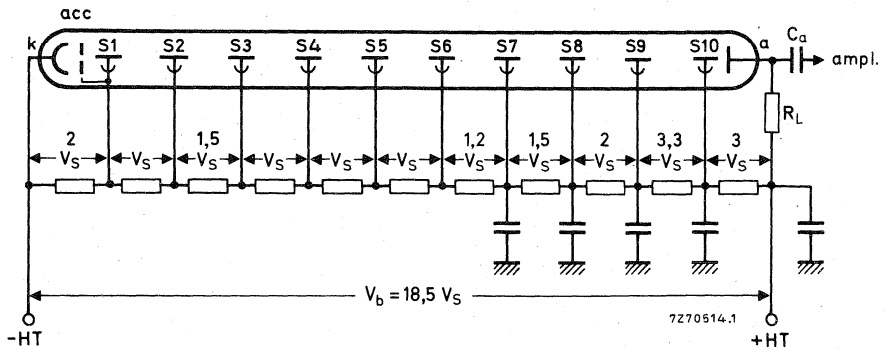 acc
k S1 S2 S3 S4 S5 S6 S7 S8 S9 S10 a Ca ampl.
RL
2 1,5 1,2 1,5 2 3,3 3
VS VS VS VS VS VS VS VS VS VS VS
Vb = 18,5 VS
7Z70514.1
-HT +HT